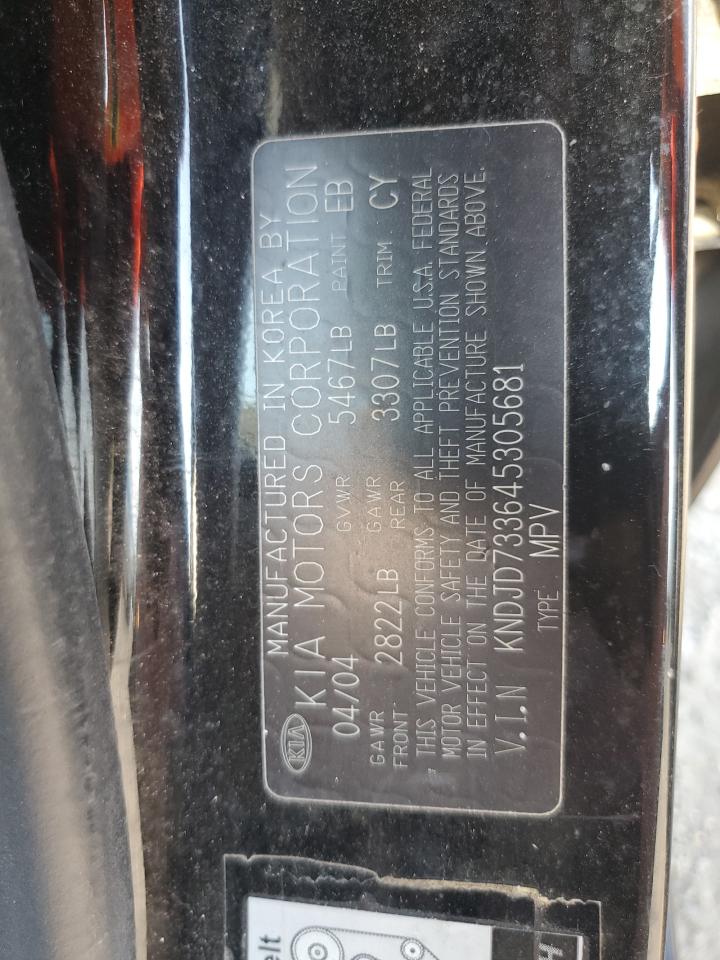 MANUFACTURED IN KOREA BY
KIA KIA MOTORS CORPORATION
04/04 GVWR 5467LB PAINT EB
GAWR FRONT 2822LB GAWR REAR 3307LB TRIM CY
THIS VEHICLE CONFORMS TO ALL APPLICABLE U.S.A. FEDERAL
MOTOR VEHICLE SAFETY AND THEFT PREVENTION STANDARDS
IN EFFECT ON THE DATE OF MANUFACTURE SHOWN ABOVE.
V.I.N KNDJD733645305681
TYPE MPV
elt